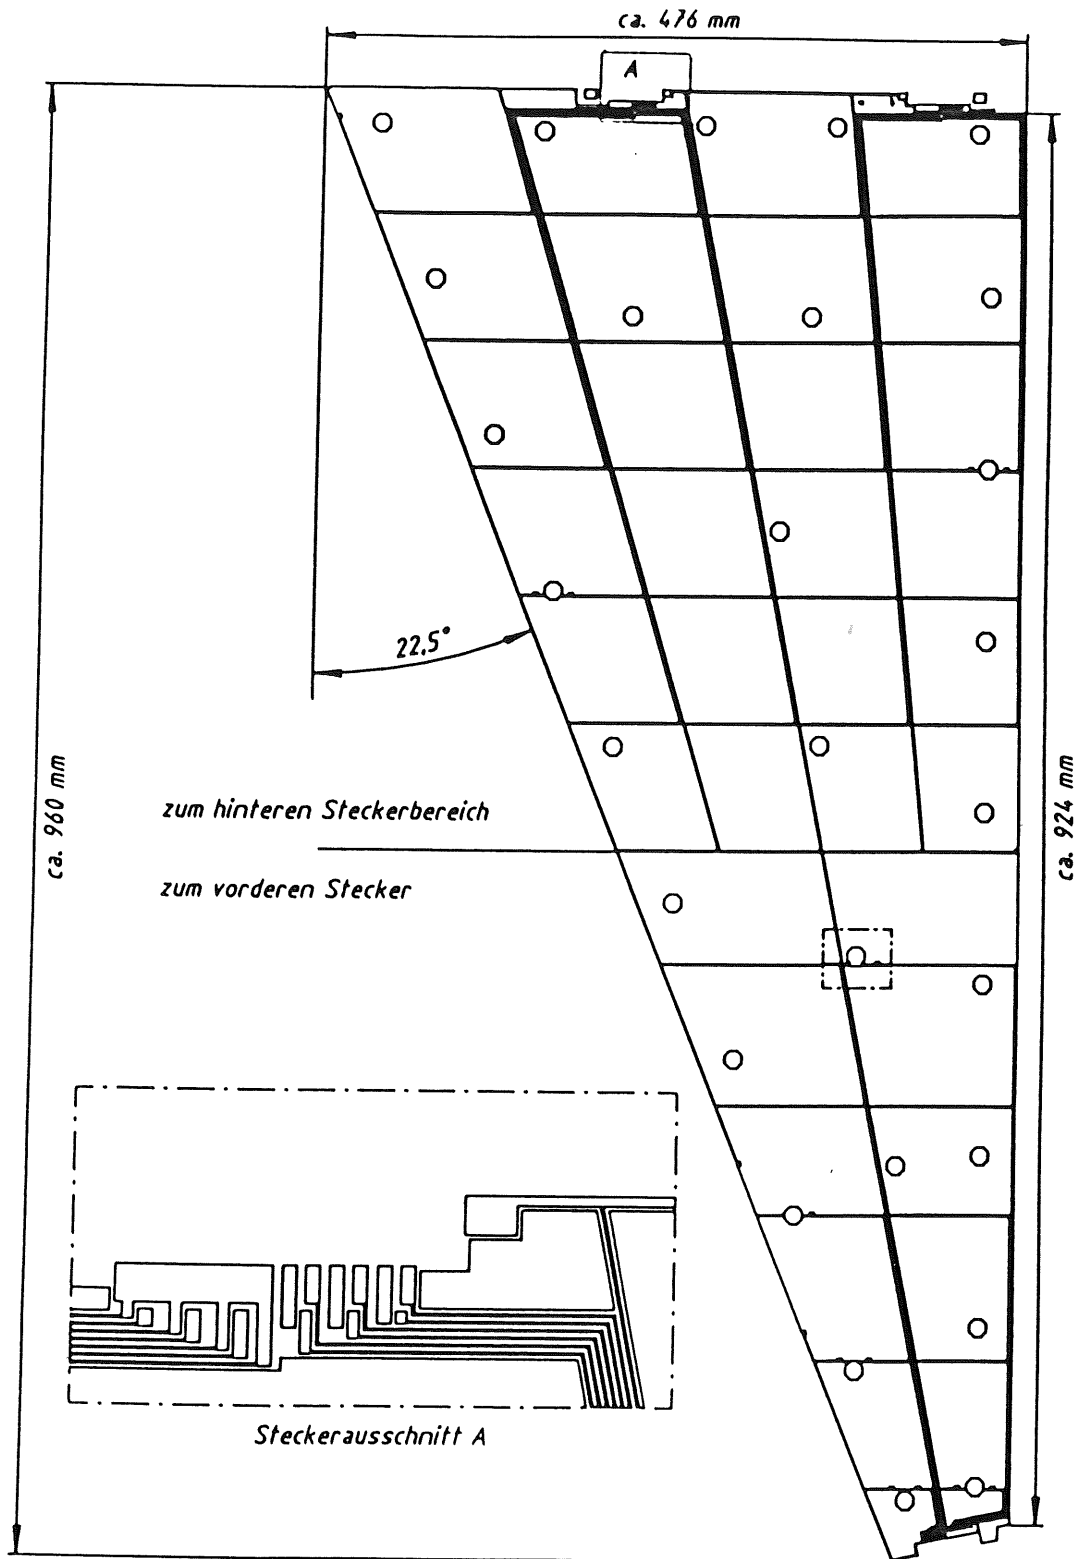 ca. 476 mm
A
22,5°
ca. 960 mm
zum hinteren Steckerbereich
zum vorderen Stecker
ca. 924 mm
Steckerausschnitt A